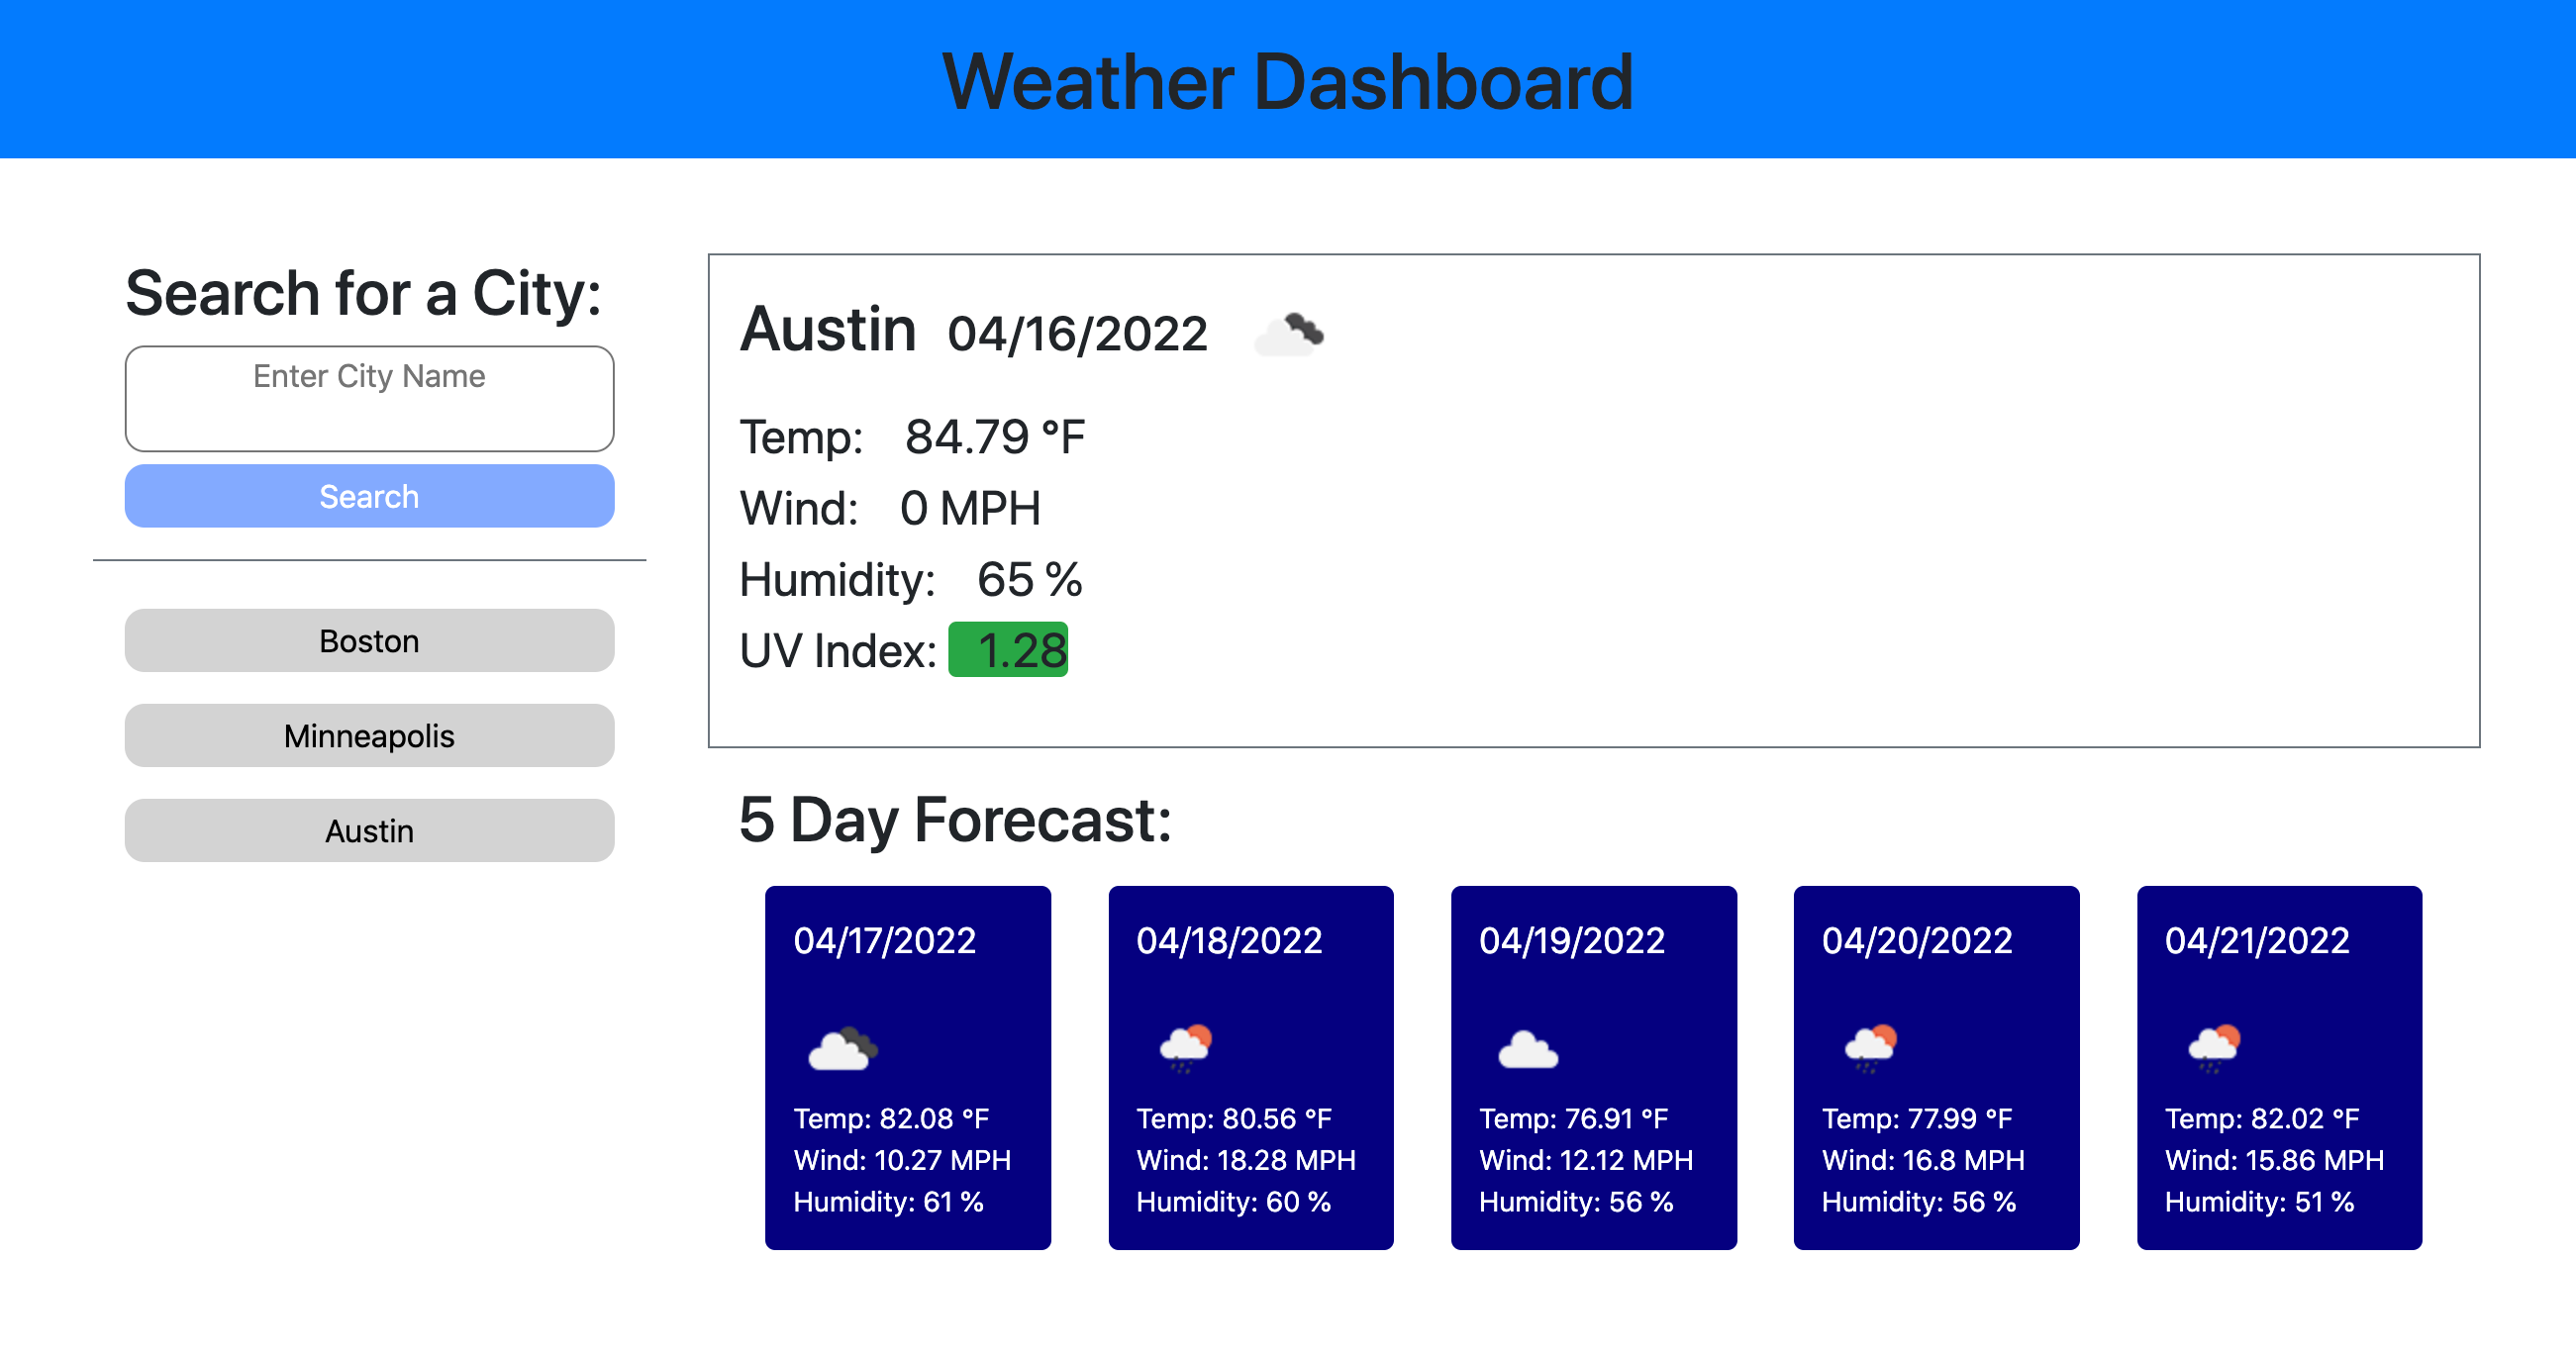 Weather Dashboard
Search for a City:
Enter City Name
Search
Boston
Minneapolis
Austin
Austin 04/16/2022
Temp: 84.79 °F
Wind: 0 MPH
Humidity: 65 %
UV Index: 1.28
5 Day Forecast:
04/17/2022
Temp: 82.08 °F
Wind: 10.27 MPH
Humidity: 61 %
04/18/2022
Temp: 80.56 °F
Wind: 18.28 MPH
Humidity: 60 %
04/19/2022
Temp: 76.91 °F
Wind: 12.12 MPH
Humidity: 56 %
04/20/2022
Temp: 77.99 °F
Wind: 16.8 MPH
Humidity: 56 %
04/21/2022
Temp: 82.02 °F
Wind: 15.86 MPH
Humidity: 51 %